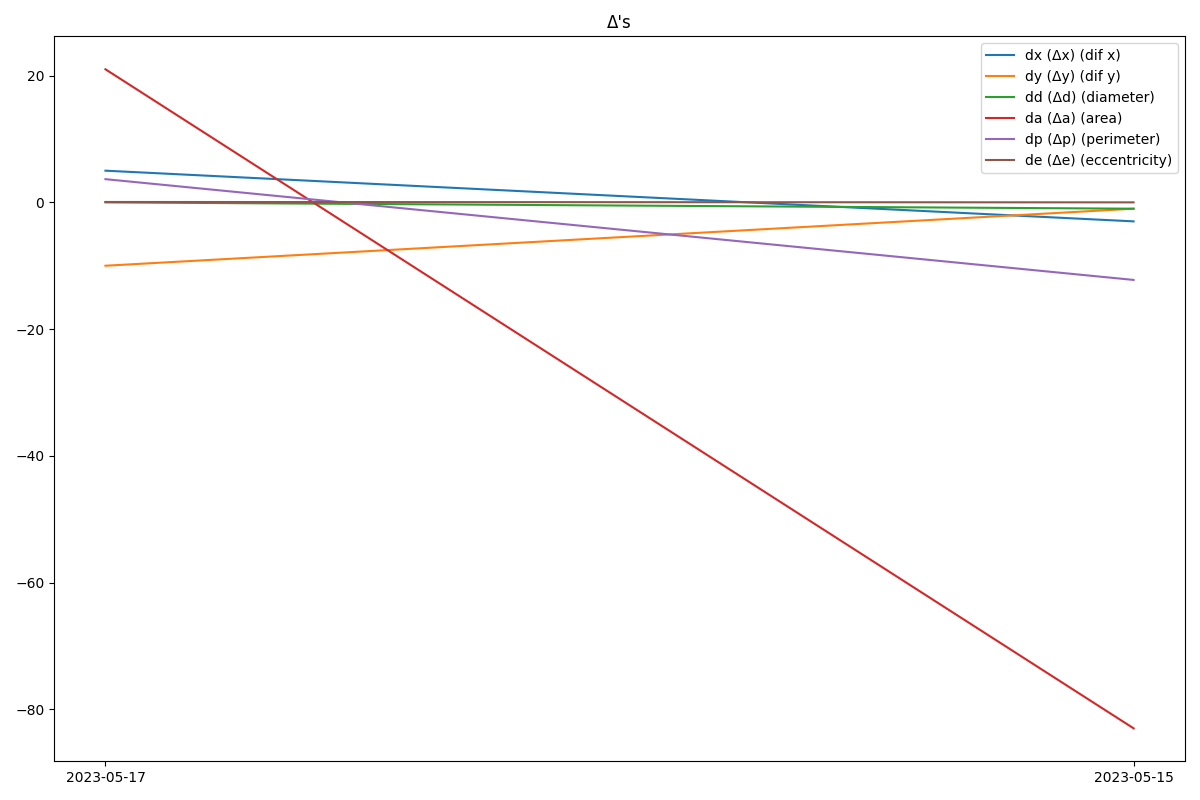 Δ's
dx (Δx) (dif x)
dy (Δy) (dif y)
dd (Δd) (diameter)
da (Δa) (area)
dp (Δp) (perimeter)
de (Δe) (eccentricity)
20
0
−20
−40
−60
−80
2023-05-17
2023-05-15